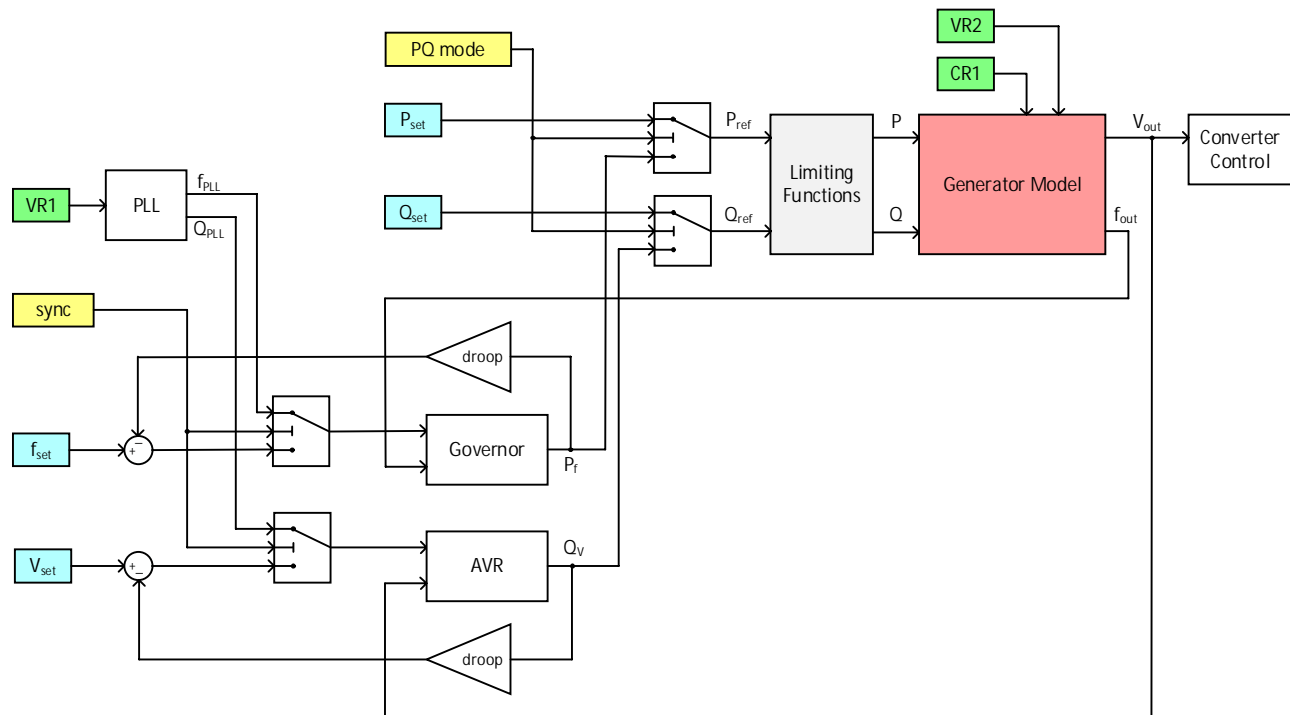 VR2
PQ mode
CR1
Pset
Pref
P
Vout
Converter
Control
Limiting
Functions
Generator Model
VR1
PLL
fPLL
QPLL
Qset
Qref
Q
fout
sync
droop
fset
+
−
Governor
Pf
Vset
+
−
AVR
QV
droop